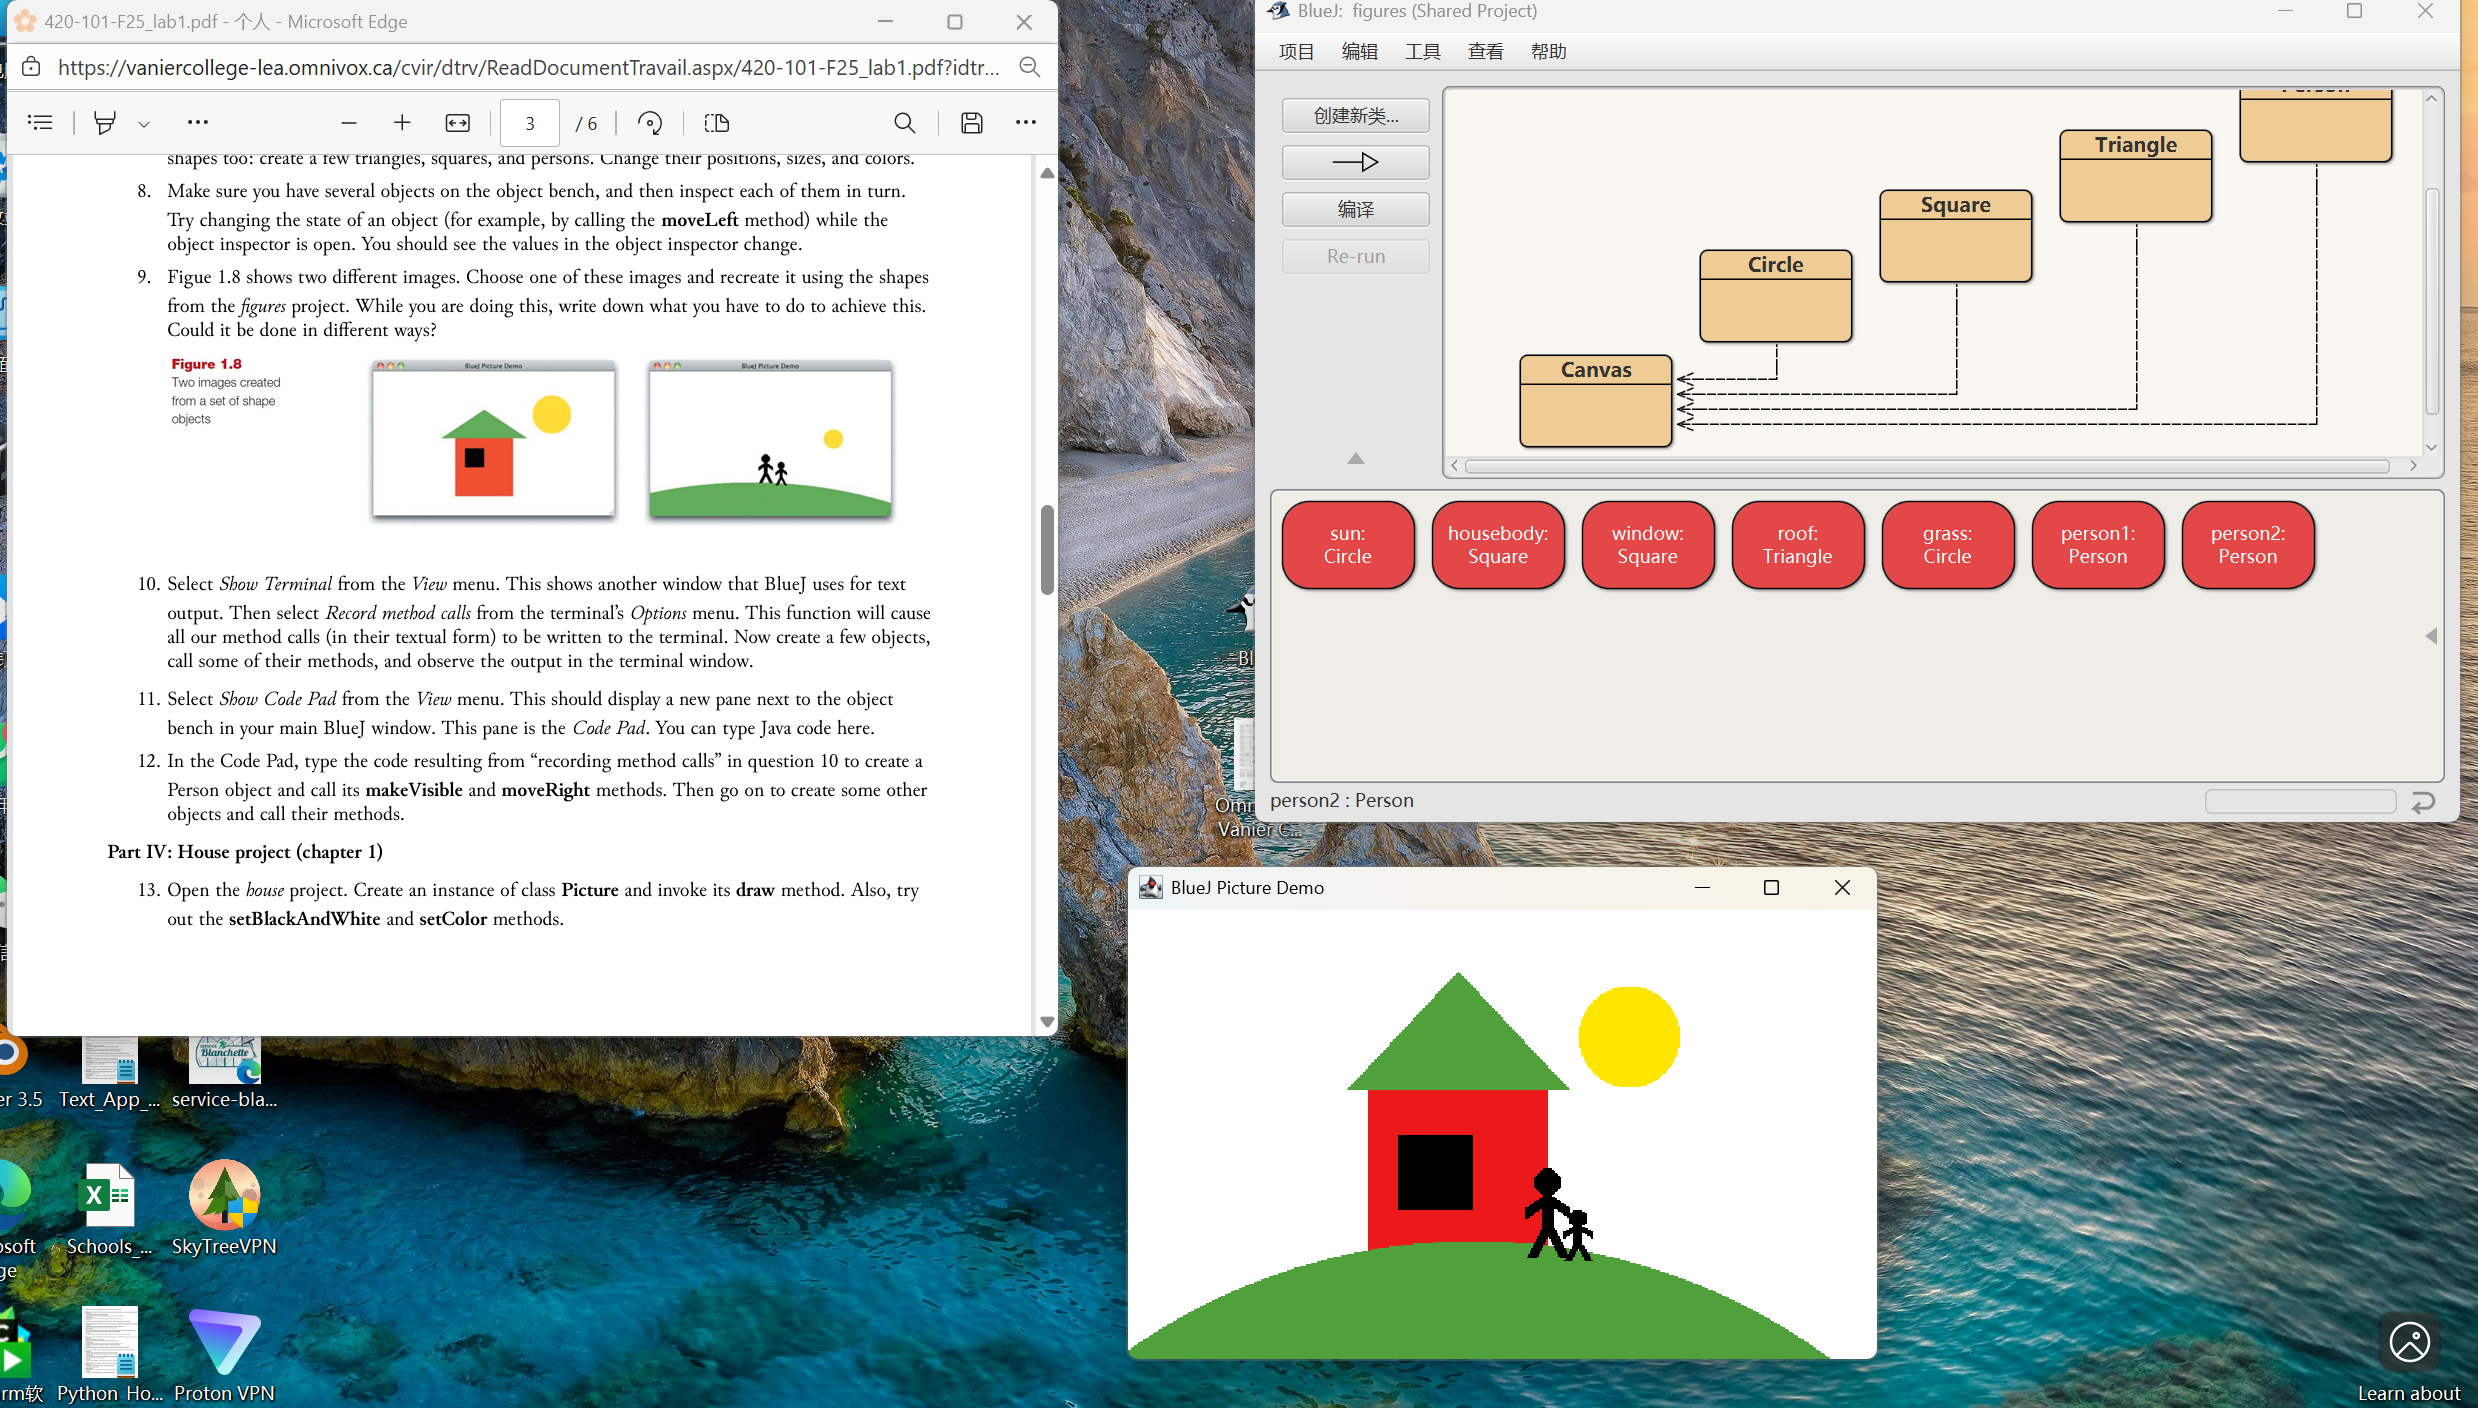 420-101-F25_lab1.pdf - 个人 - Microsoft Edge
https://vaniercollege-lea.omnivox.ca/cvir/dtrv/ReadDocumentTravail.aspx/420-101-F25_lab1.pdf?idtr...
3 / 6
shapes too: create a few triangles, squares, and persons. Change their positions, sizes, and colors.
8. Make sure you have several objects on the object bench, and then inspect each of them in turn.
Try changing the state of an object (for example, by calling the moveLeft method) while the
object inspector is open. You should see the values in the object inspector change.
9. Figue 1.8 shows two different images. Choose one of these images and recreate it using the shapes
from the figures project. While you are doing this, write down what you have to do to achieve this.
Could it be done in different ways?
Figure 1.8
Two images created
from a set of shape
objects
BlueJ Picture Demo
BlueJ Picture Demo
10. Select Show Terminal from the View menu. This shows another window that BlueJ uses for text
output. Then select Record method calls from the terminal's Options menu. This function will cause
all our method calls (in their textual form) to be written to the terminal. Now create a few objects,
call some of their methods, and observe the output in the terminal window.
11. Select Show Code Pad from the View menu. This should display a new pane next to the object
bench in your main BlueJ window. This pane is the Code Pad. You can type Java code here.
12. In the Code Pad, type the code resulting from “recording method calls” in question 10 to create a
Person object and call its makeVisible and moveRight methods. Then go on to create some other
objects and call their methods.
Part IV: House project (chapter 1)
13. Open the house project. Create an instance of class Picture and invoke its draw method. Also, try
out the setBlackAndWhite and setColor methods.
BlueJ: figures (Shared Project)
项目 编辑 工具 查看 帮助
创建新类...
编译
Re-run
Person
Triangle
Square
Circle
Canvas
sun:
Circle
housebody:
Square
window:
Square
roof:
Triangle
grass:
Circle
person1:
Person
person2:
Person
person2 : Person
BlueJ Picture Demo
Bl
Omn
Vanier C...
er 3.5
Text_App_...
service-bla...
SERVICE
Blanchette
osoft
ge
Schools_...
SkyTreeVPN
rm软
Python_Ho...
Proton VPN
Learn about